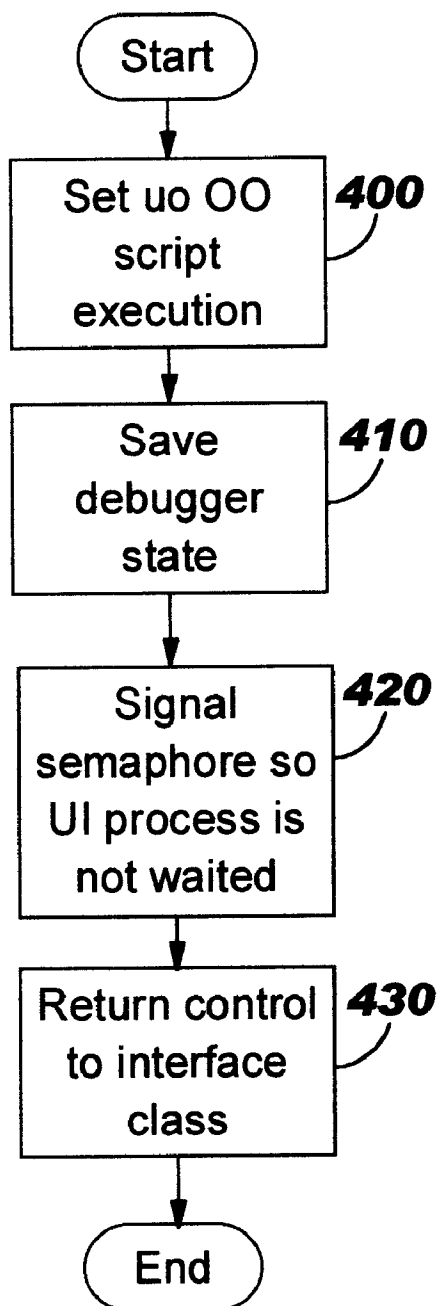 Start
Set uo OO
script
execution
400
Save
debugger
state
410
Signal
semaphore so
UI process is
not waited
420
Return control
to interface
class
430
End